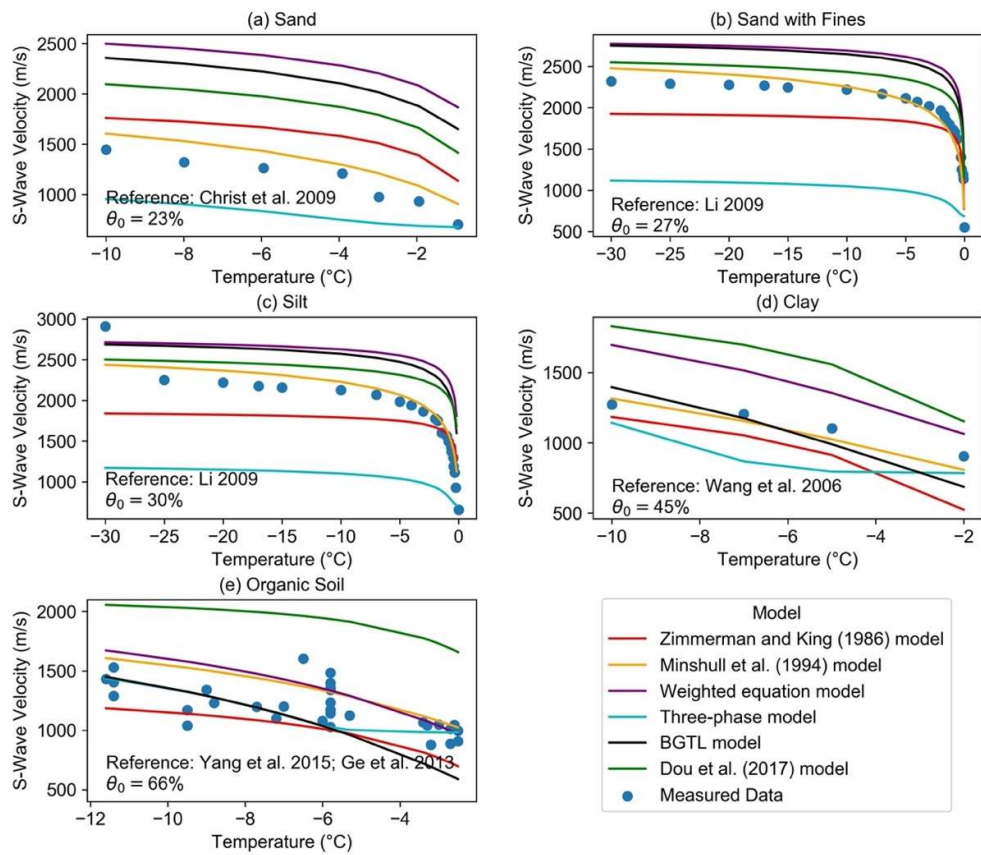 (a) Sand
S-Wave Velocity (m/s)
2500
2000
1500
1000
Reference: Christ et al. 2009
θ₀ = 23%
−10 −8 −6 −4 −2
Temperature (°C)
(b) Sand with Fines
S-Wave Velocity (m/s)
2500
2000
1500
1000
500
Reference: Li 2009
θ₀ = 27%
−30 −25 −20 −15 −10 −5 0
Temperature (°C)
(c) Silt
S-Wave Velocity (m/s)
3000
2500
2000
1500
1000
Reference: Li 2009
θ₀ = 30%
−30 −25 −20 −15 −10 −5 0
Temperature (°C)
(d) Clay
S-Wave Velocity (m/s)
1500
1000
500
Reference: Wang et al. 2006
θ₀ = 45%
−10 −8 −6 −4 −2
Temperature (°C)
(e) Organic Soil
S-Wave Velocity (m/s)
2000
1500
1000
500
Reference: Yang et al. 2015; Ge et al. 2013
θ₀ = 66%
−12 −10 −8 −6 −4
Temperature (°C)
Model
Zimmerman and King (1986) model
Minshull et al. (1994) model
Weighted equation model
Three-phase model
BGTL model
Dou et al. (2017) model
Measured Data